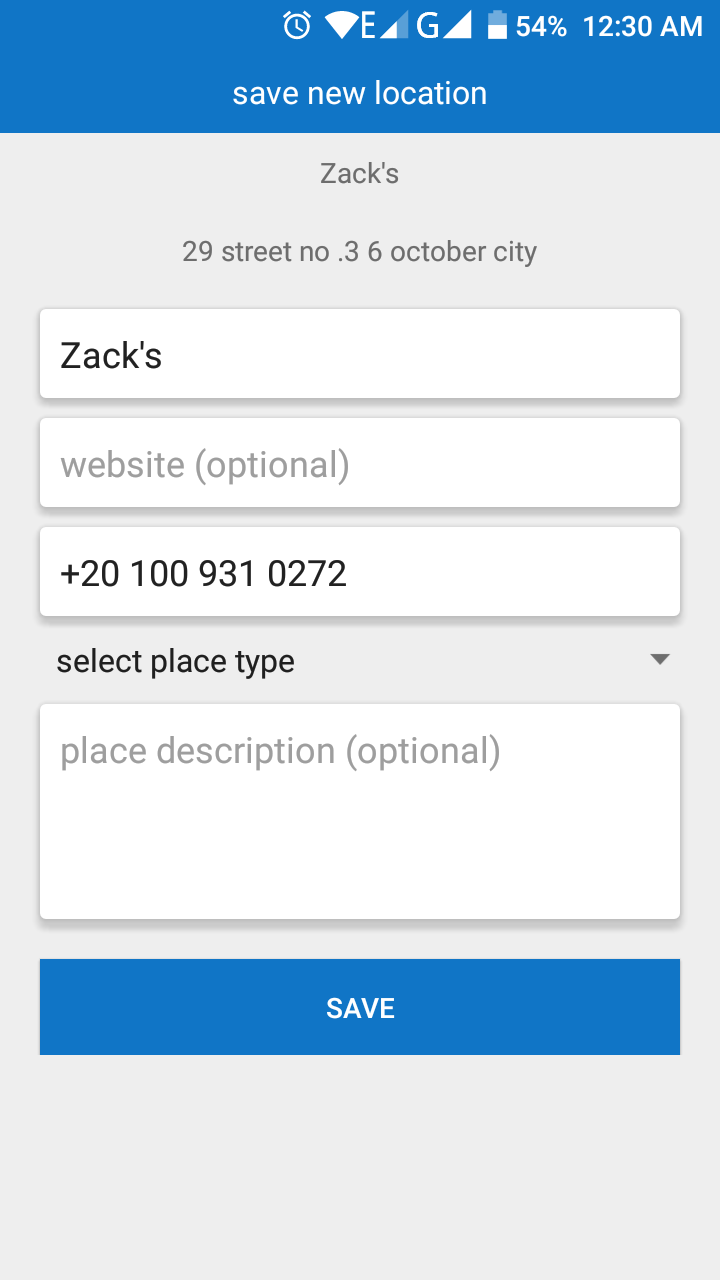 E G 54% 12:30 AM
save new location
Zack's
29 street no .3 6 october city
Zack's
website (optional)
+20 100 931 0272
select place type
place description (optional)
SAVE